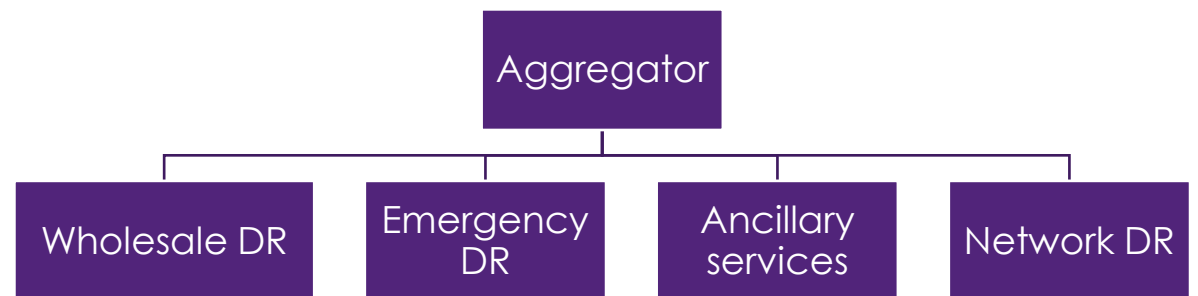 Aggregator
Wholesale DR
Emergency
DR
Ancillary
services
Network DR